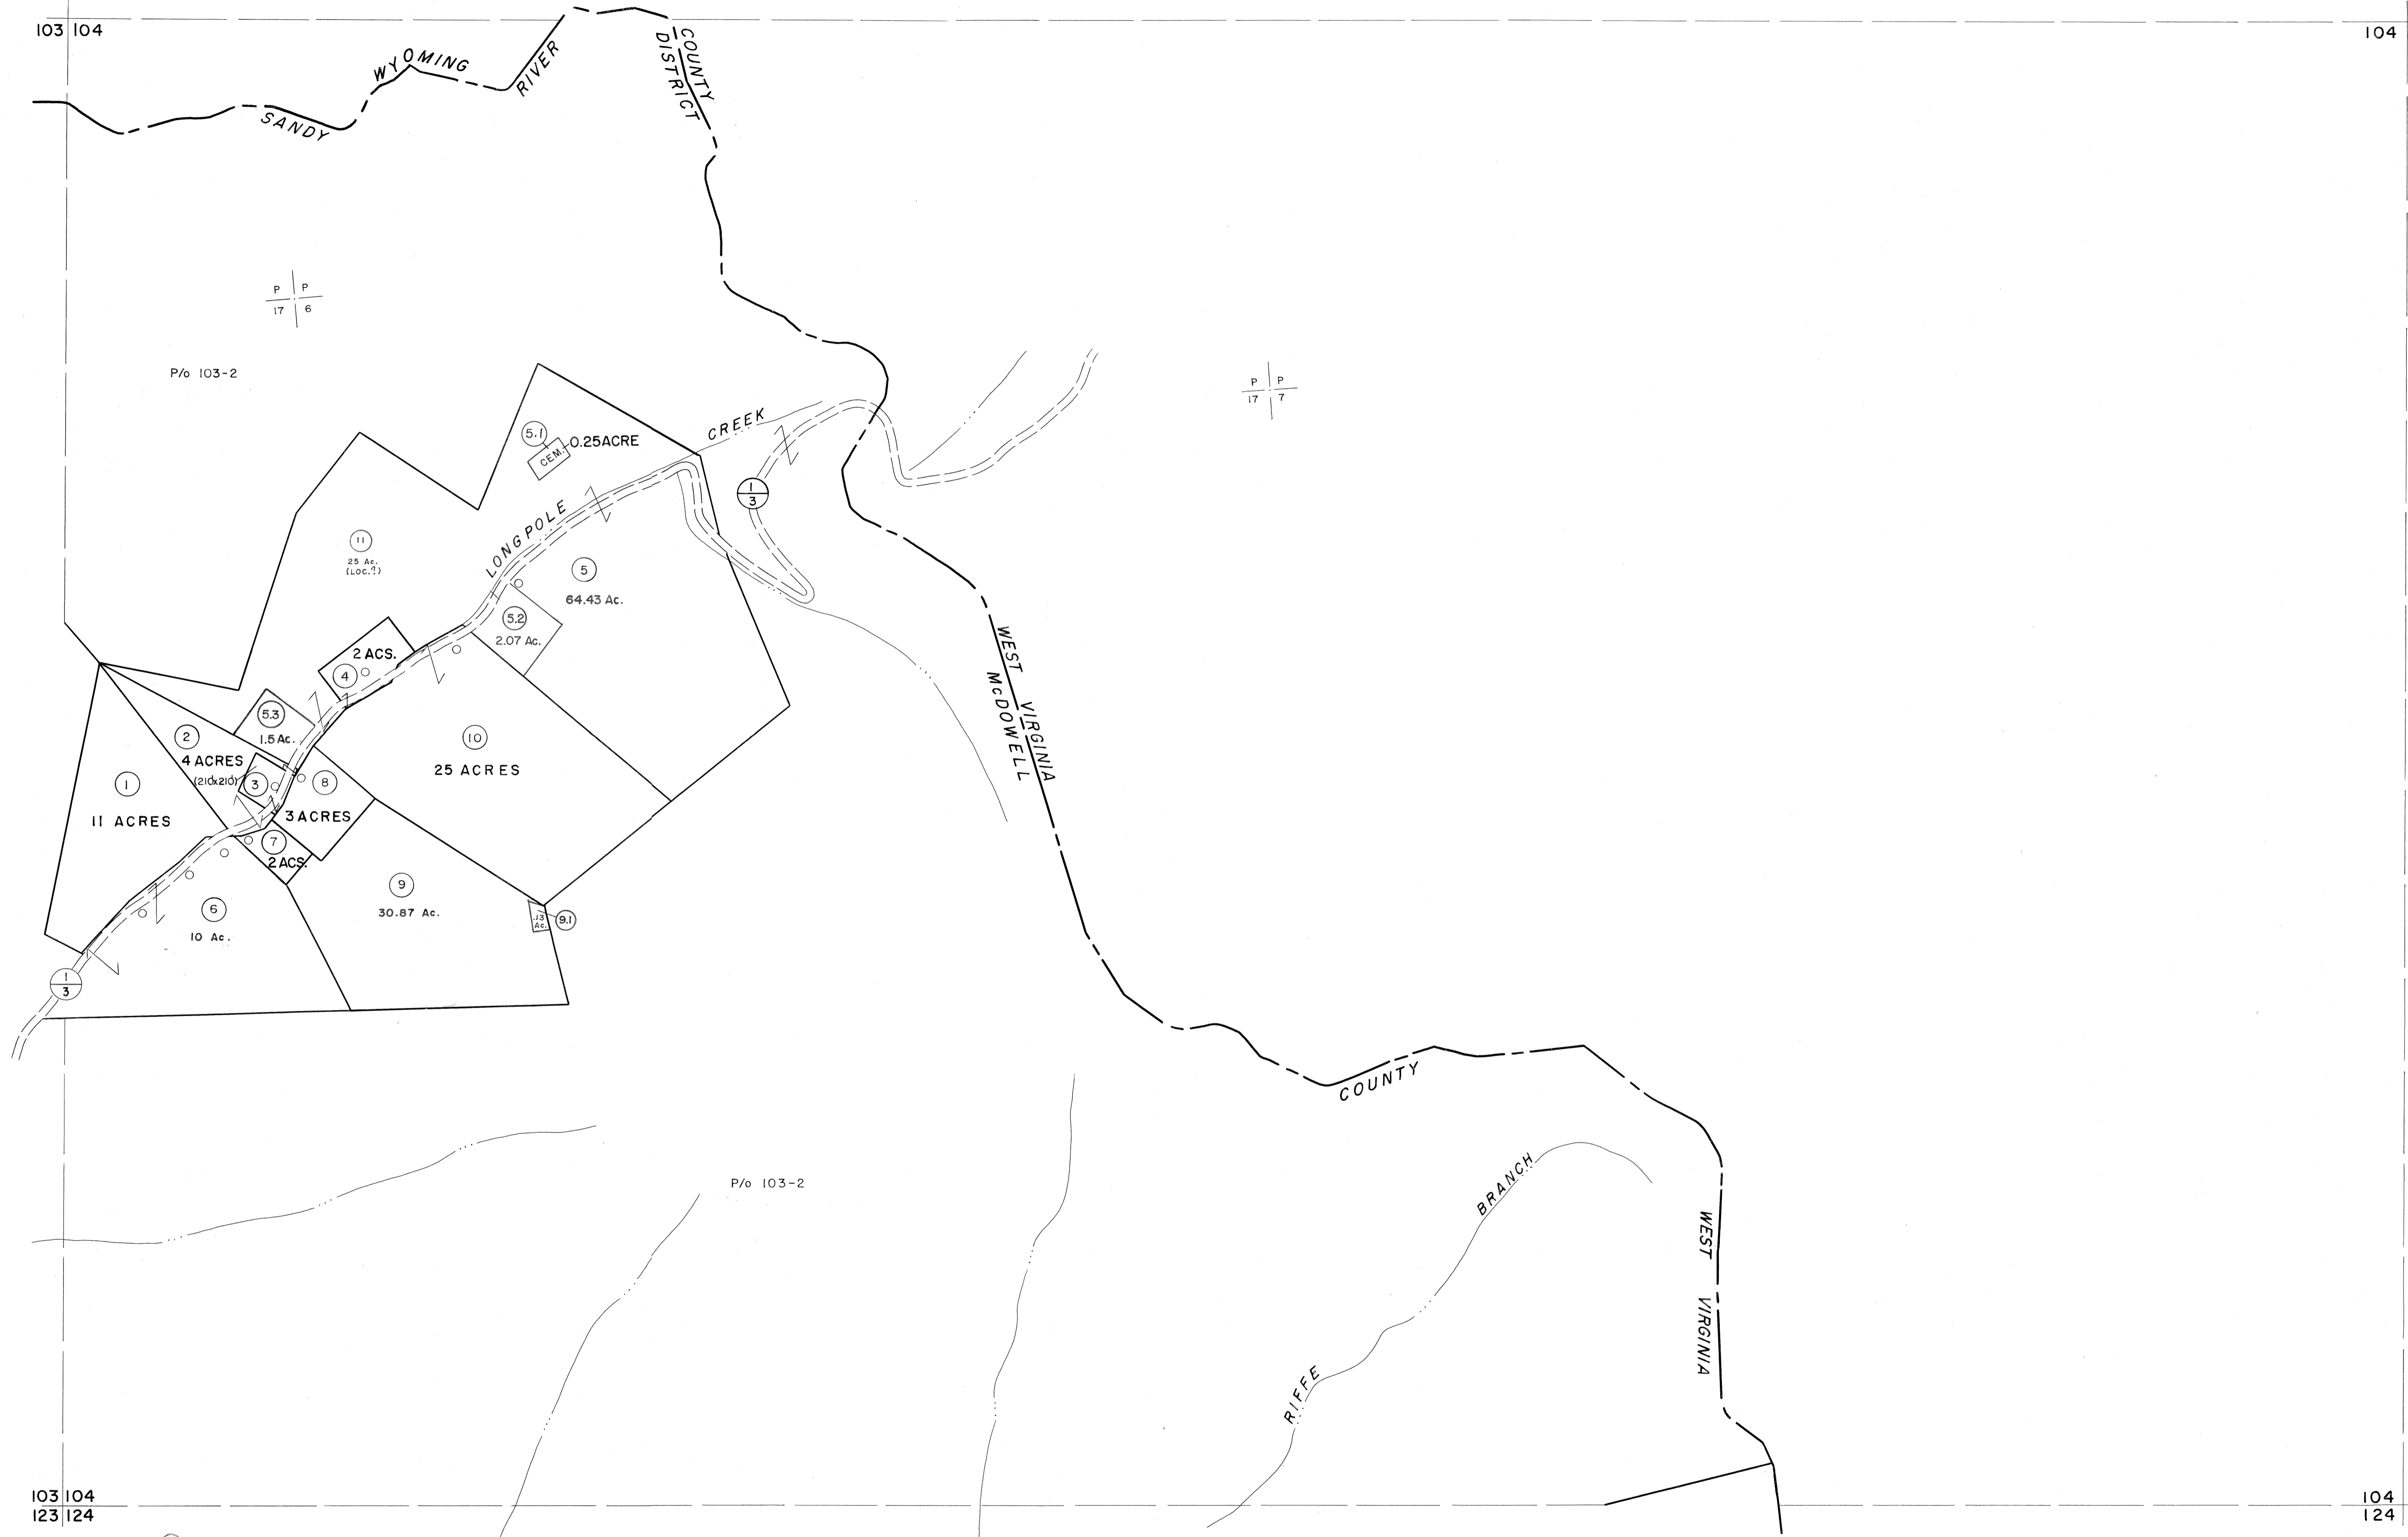 103 104
104
WYOMING
RIVER
COUNTY
DISTRICT
SANDY
P P
17 6
P/o 103-2
P P
17 7
CREEK
5.1
0.25 ACRE
CEM.
1
3
LONGPOLE
11
25 Ac.
(LOC.?)
5
64.43 Ac.
5.2
2.07 Ac.
2 ACS.
4
WEST VIRGINIA
McDOWELL
5.3
1.5 Ac.
2
4 ACRES
(210x210)
3
10
25 ACRES
8
3 ACRES
1
11 ACRES
7
2 ACS.
9
30.87 Ac.
.13
Ac.
9.1
6
10 Ac.
1
3
COUNTY
BRANCH
P/o 103-2
WEST VIRGINIA
RIFFE
103 104
123 124
104
124